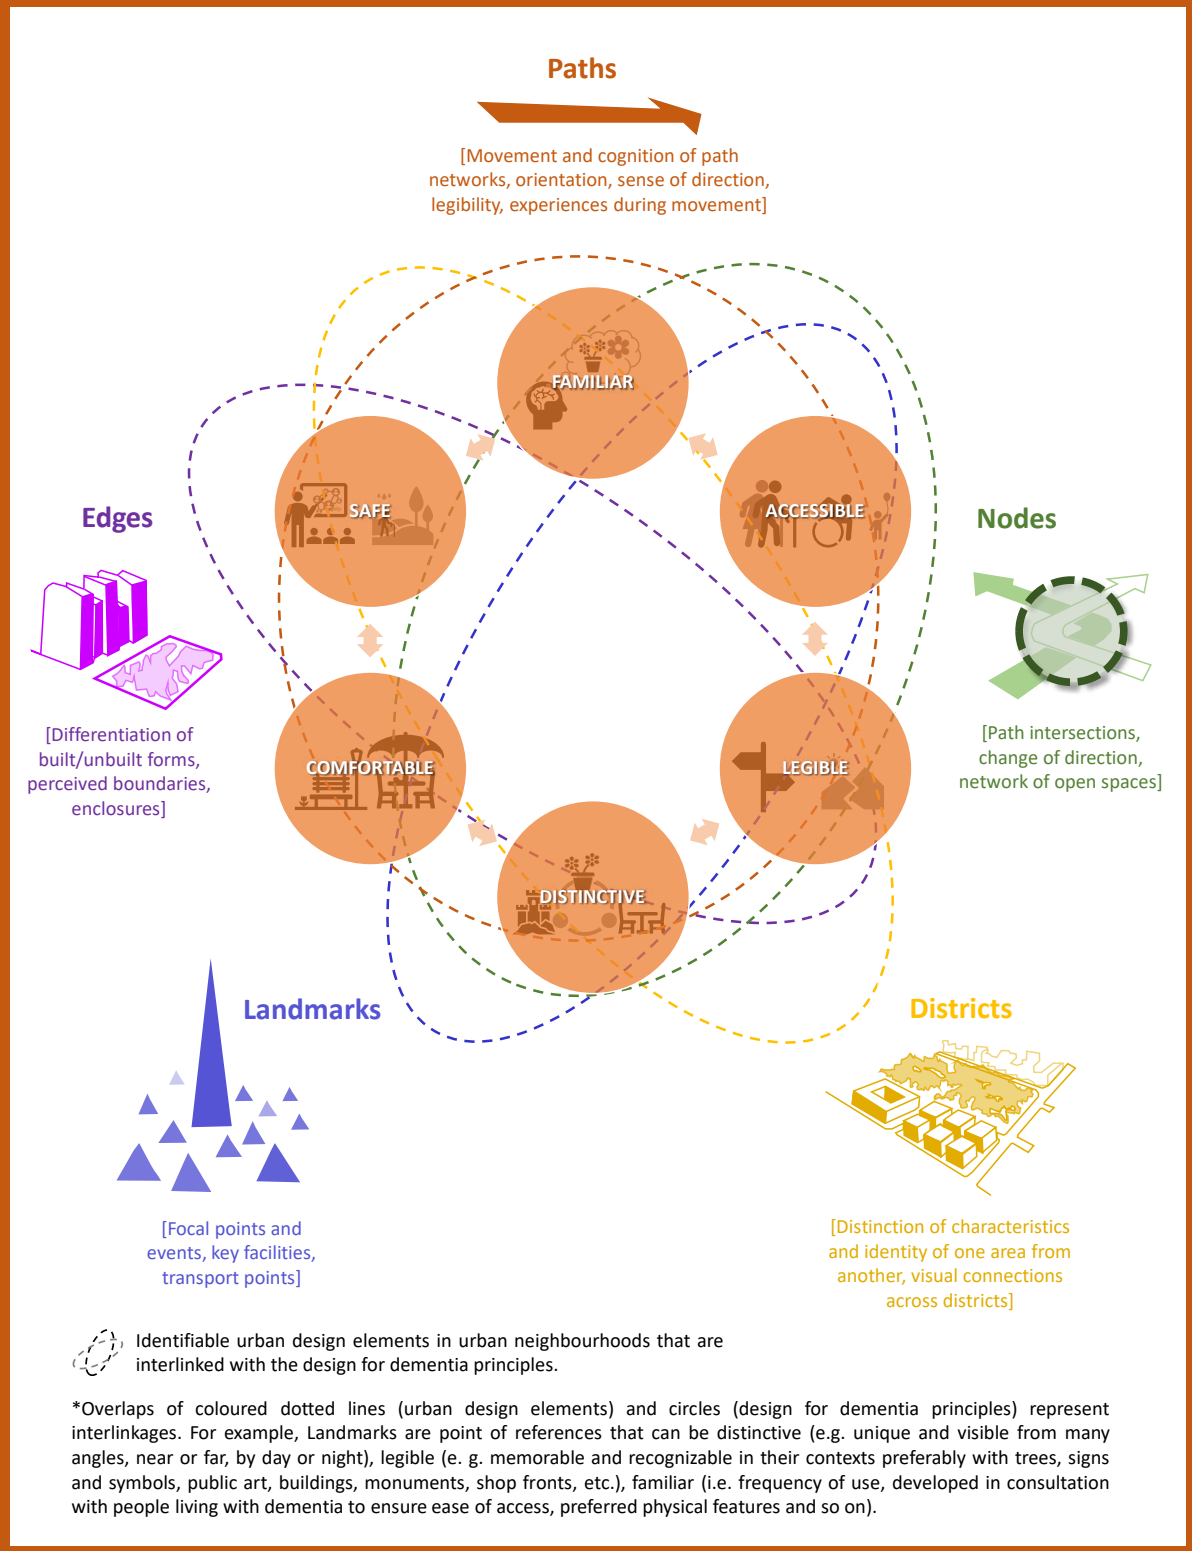 Paths
[Movement and cognition of path
networks, orientation, sense of direction,
legibility, experiences during movement]
FAMILIAR
SAFE
ACCESSIBLE
Edges
Nodes
[Differentiation of
built/unbuilt forms,
perceived boundaries,
enclosures]
[Path intersections,
change of direction,
network of open spaces]
COMFORTABLE
LEGIBLE
DISTINCTIVE
Landmarks
Districts
[Focal points and
events, key facilities,
transport points]
[Distinction of characteristics
and identity of one area from
another, visual connections
across districts]
Identifiable urban design elements in urban neighbourhoods that are
interlinked with the design for dementia principles.
*Overlaps of coloured dotted lines (urban design elements) and circles (design for dementia principles) represent
interlinkages. For example, Landmarks are point of references that can be distinctive (e.g. unique and visible from many
angles, near or far, by day or night), legible (e. g. memorable and recognizable in their contexts preferably with trees, signs
and symbols, public art, buildings, monuments, shop fronts, etc.), familiar (i.e. frequency of use, developed in consultation
with people living with dementia to ensure ease of access, preferred physical features and so on).